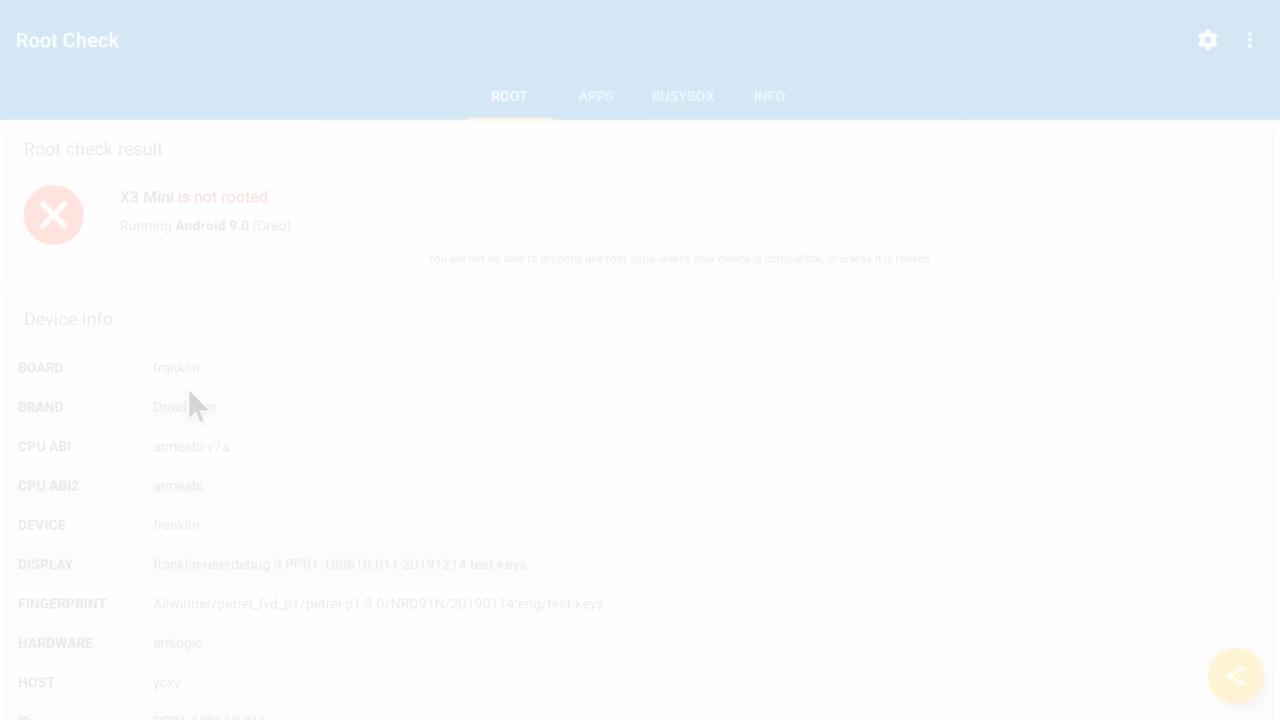 Root Check
ROOT APPS BUSYBOX INFO
Root check result
X3 Mini is not rooted
Running Android 9.0 (Oreo)
You will not be able to properly use root apps unless your device is compatible, or unless it is rooted.
Device info
BOARD franklin
BRAND
CPU ABI armeabi-v7a
CPU ABI2 armeabi
DEVICE franklin
DISPLAY franklin-userdebug 9 PPR1.180610.011 20191214 test-keys
FINGERPRINT Allwinner/petrel_fvd_p1/petrel-p1:9.0/NRD91N/20190114:eng/test-keys
HARDWARE amlogic
HOST ycxy